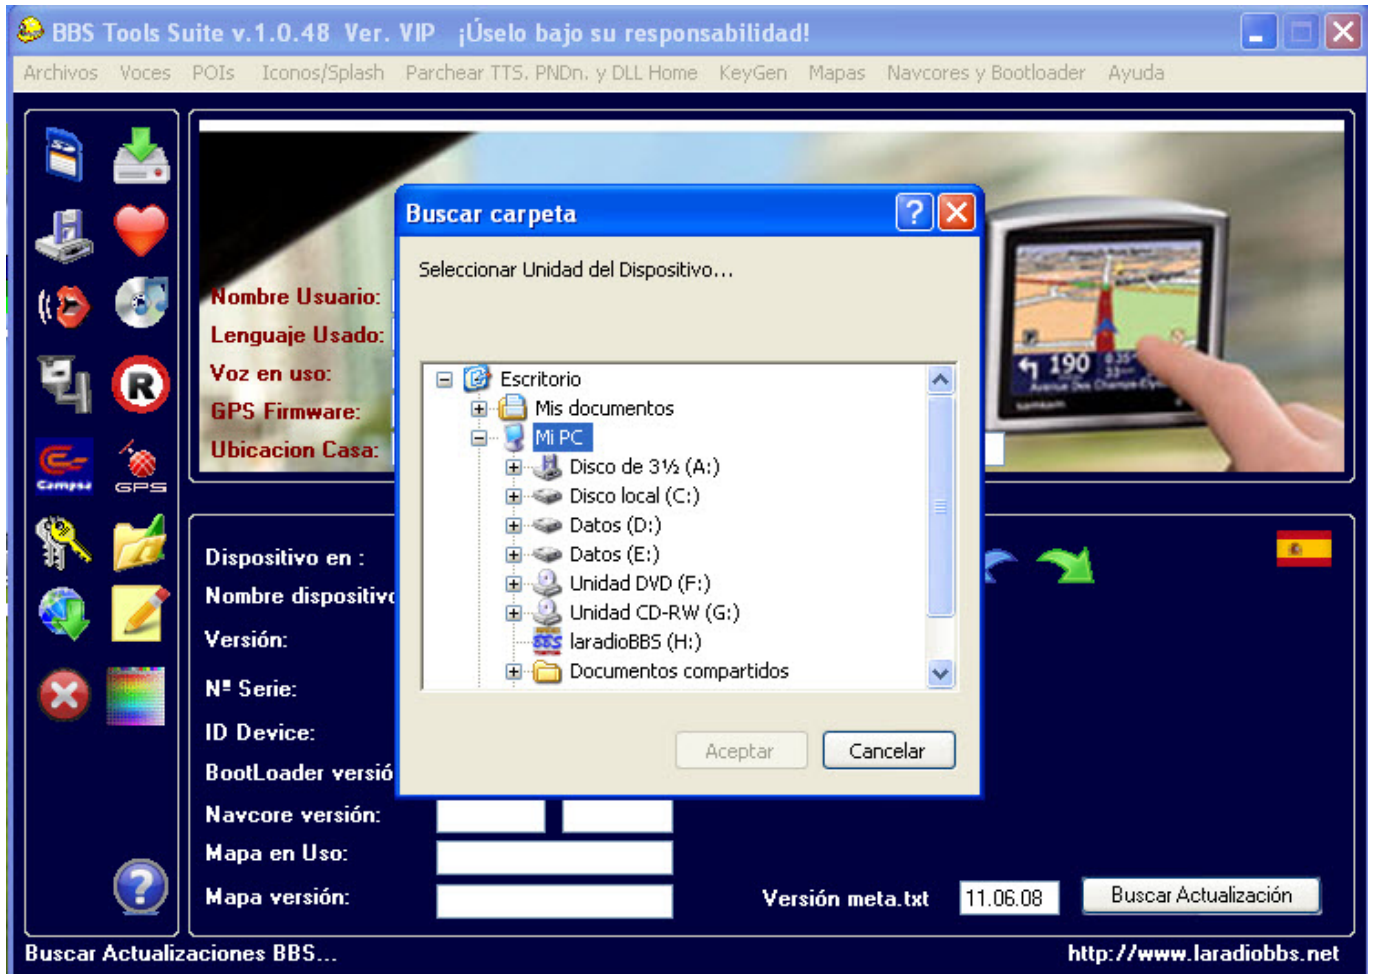 BBS Tools Suite v.1.0.48 Ver. VIP ¡Úselo bajo su responsabilidad!
Archivos Voces POIs Iconos/Splash Parchear TTS, PNDn. y DLL Home KeyGen Mapas Navcores y Bootloader Ayuda
Buscar carpeta
Seleccionar Unidad del Dispositivo...
Nombre Usuario:
Lenguaje Usado:
Voz en uso:
GPS Firmware:
Ubicacion Casa:
Escritorio
Mis documentos
Mi PC
Disco de 3½ (A:)
Disco local (C:)
Datos (D:)
Datos (E:)
Unidad DVD (F:)
Unidad CD-RW (G:)
laradioBBS (H:)
Documentos compartidos
Aceptar Cancelar
190
Campsa
GPS
R
Dispositivo en :
Nombre dispositivo
Versión:
Nº Serie:
ID Device:
BootLoader versió
Navcore versión:
Mapa en Uso:
Mapa versión:
Versión meta.txt 11.06.08 Buscar Actualización
Buscar Actualizaciones BBS... http://www.laradiobbs.net